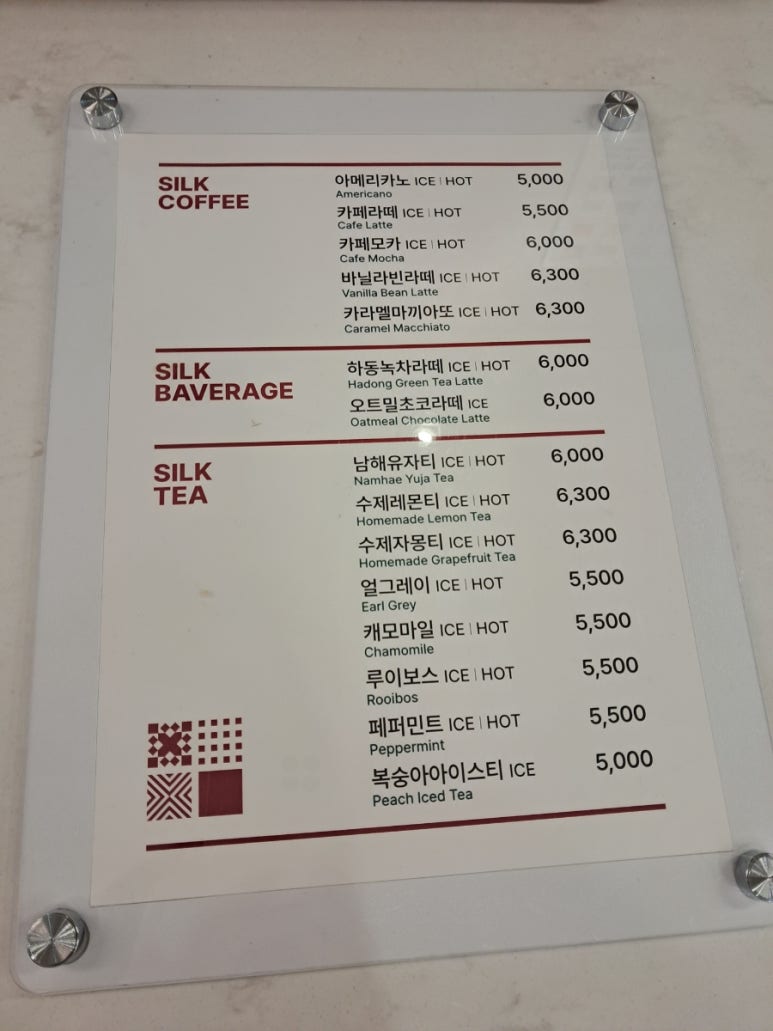 SILK
COFFEE
아메리카노 ICE | HOT 5,000
Americano
카페라떼 ICE | HOT 5,500
Cafe Latte
카페모카 ICE | HOT 6,000
Cafe Mocha
바닐라빈라떼 ICE | HOT 6,300
Vanilla Bean Latte
카라멜마끼아또 ICE | HOT 6,300
Caramel Macchiato
SILK
BAVERAGE
하동녹차라떼 ICE | HOT 6,000
Hadong Green Tea Latte
오트밀초코라떼 ICE 6,000
Oatmeal Chocolate Latte
SILK
TEA
남해유자티 ICE | HOT 6,000
Namhae Yuja Tea
수제레몬티 ICE | HOT 6,300
Homemade Lemon Tea
수제자몽티 ICE | HOT 6,300
Homemade Grapefruit Tea
얼그레이 ICE | HOT 5,500
Earl Grey
캐모마일 ICE | HOT 5,500
Chamomile
루이보스 ICE | HOT 5,500
Rooibos
페퍼민트 ICE | HOT 5,500
Peppermint
복숭아아이스티 ICE 5,000
Peach Iced Tea